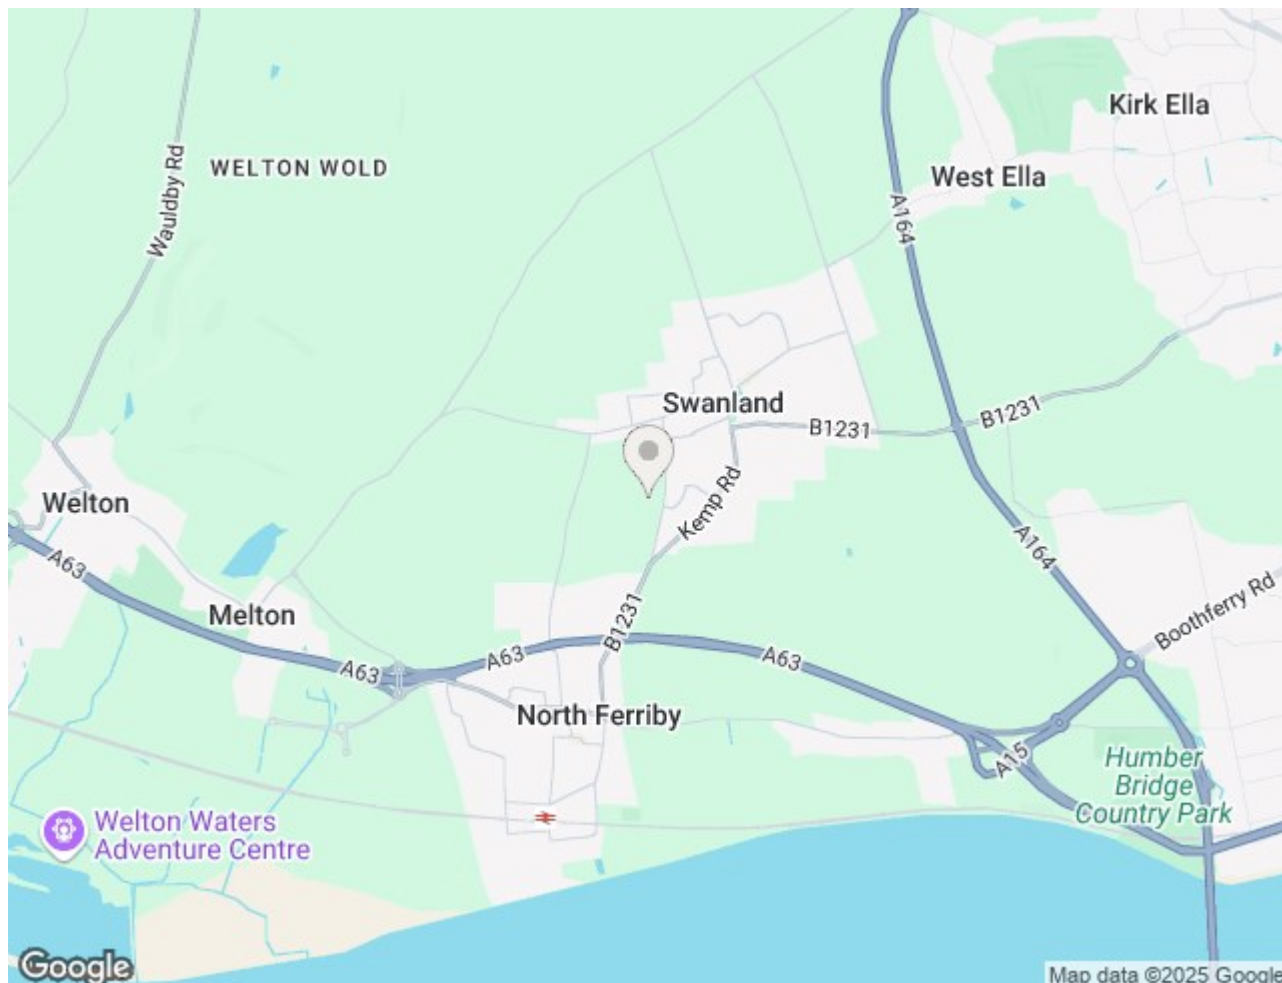 Kirk Ella
Wauldby Rd
WELTON WOLD
West Ella
A164
Swanland
B1231
B1231
Kemp Rd
Welton
A63
A164
Boothferry Rd
Melton
B1231
A63
A63
A63
North Ferriby
A15
Humber
Bridge
Country Park
Welton Waters
Adventure Centre
Google
Map data ©2025 Google